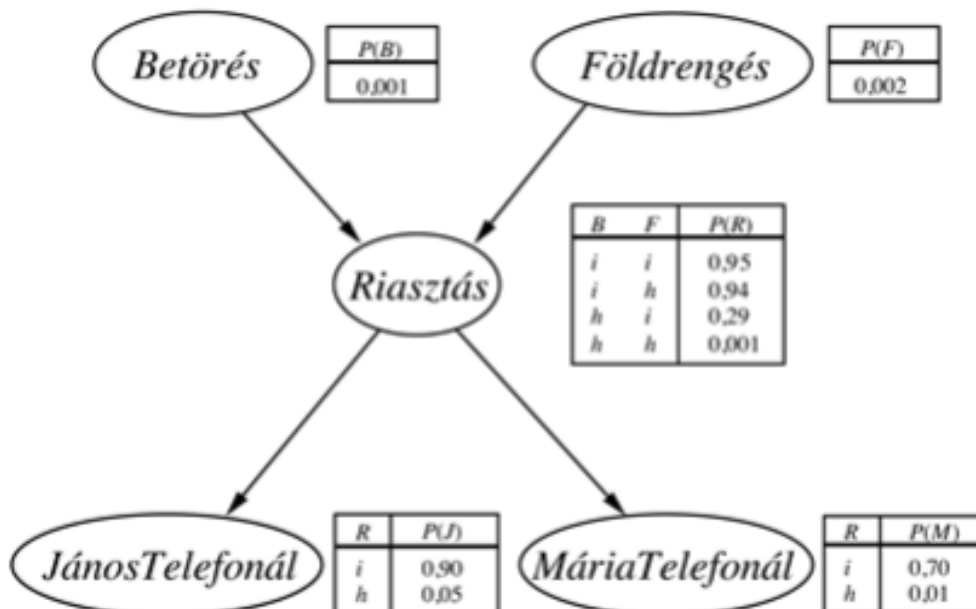 Betörés
P(B)
0,001
Földrengés
P(F)
0,002
Riasztás
B F P(R)
i i 0,95
i h 0,94
h i 0,29
h h 0,001
JánosTelefonál
R P(J)
i 0,90
h 0,05
MáriaTelefonál
R P(M)
i 0,70
h 0,01